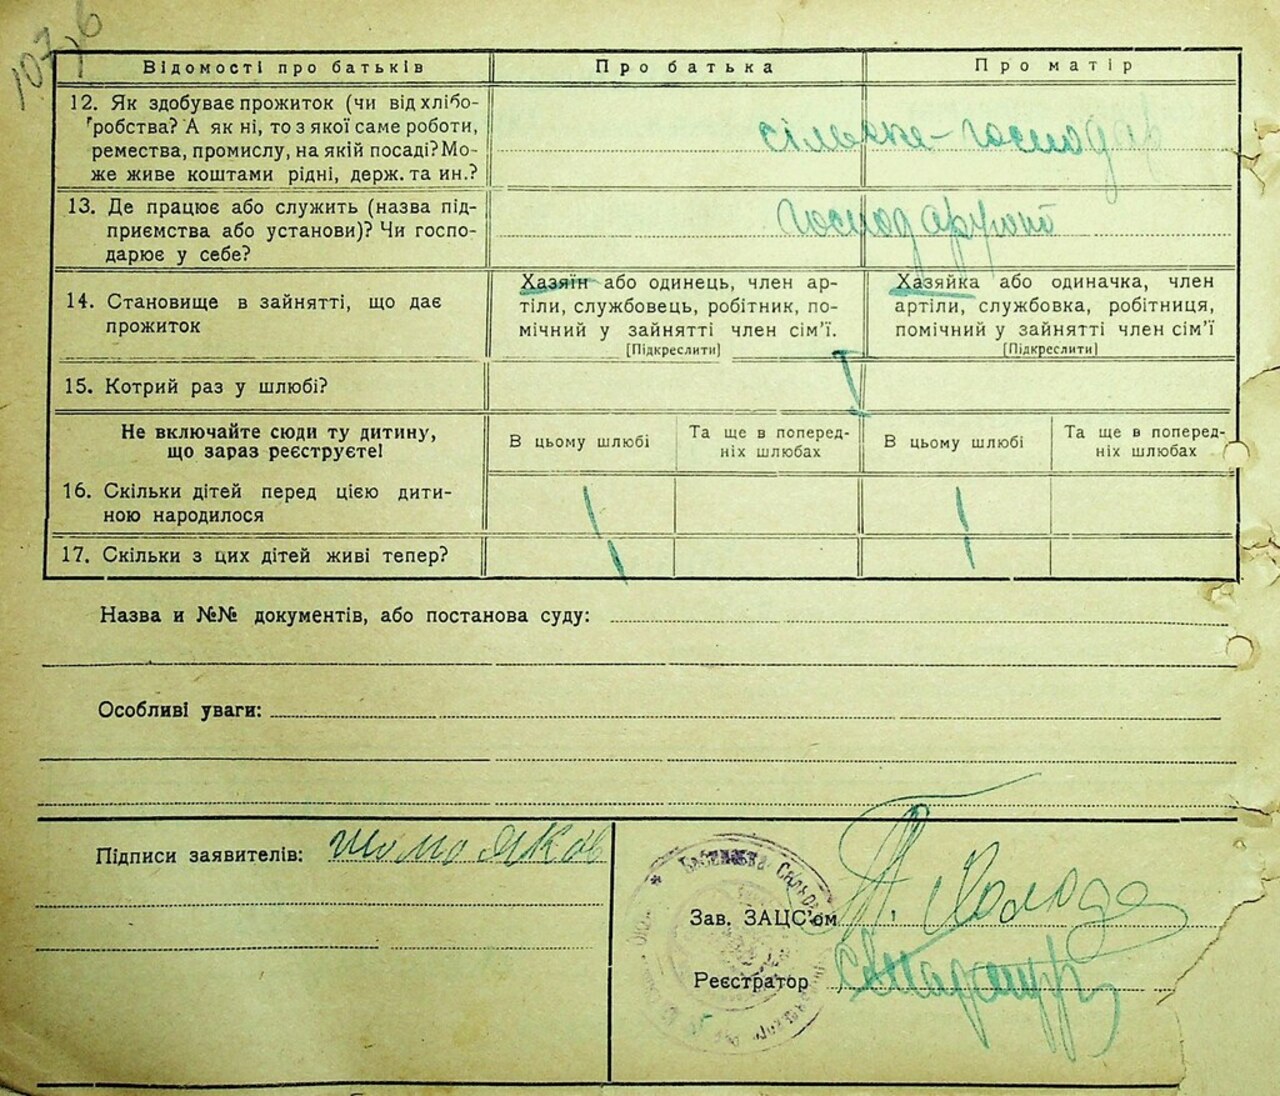 107,б
Відомості про батьків
Про батька
Про матір
12. Як здобуває прожиток (чи від хлібо-
робства? А як ні, то з якої саме роботи,
ремества, промислу, на якій посаді? Мо-
же живе коштами рідні, держ. та ин.?
сільське-господар
13. Де працює або служить (назва під-
приємства або установи)? Чи госпо-
дарює у себе?
14. Становище в зайнятті, що дає
прожиток
Хазяїн або одинець, член ар-
тіли, службовець, робітник, по-
мічний у зайнятті член сім’ї.
[Підкреслити]
Хазяйка або одиначка, член
артіли, службовка, робітниця,
помічний у зайнятті член сім’ї
[Підкреслити]
15. Котрий раз у шлюбі?
1
Не включайте сюди ту дитину,
що зараз реєструєте!
В цьому шлюбі
Та ще в поперед-
ніх шлюбах
В цьому шлюбі
Та ще в поперед-
ніх шлюбах
16. Скільки дітей перед цією дити-
ною народилося
1
1
17. Скільки з цих дітей живі тепер?
1
1
Назва и №№ документів, або постанова суду:
Особливі уваги:
Підписи заявителів:
Зав. ЗАЦС’ом
Реєстратор